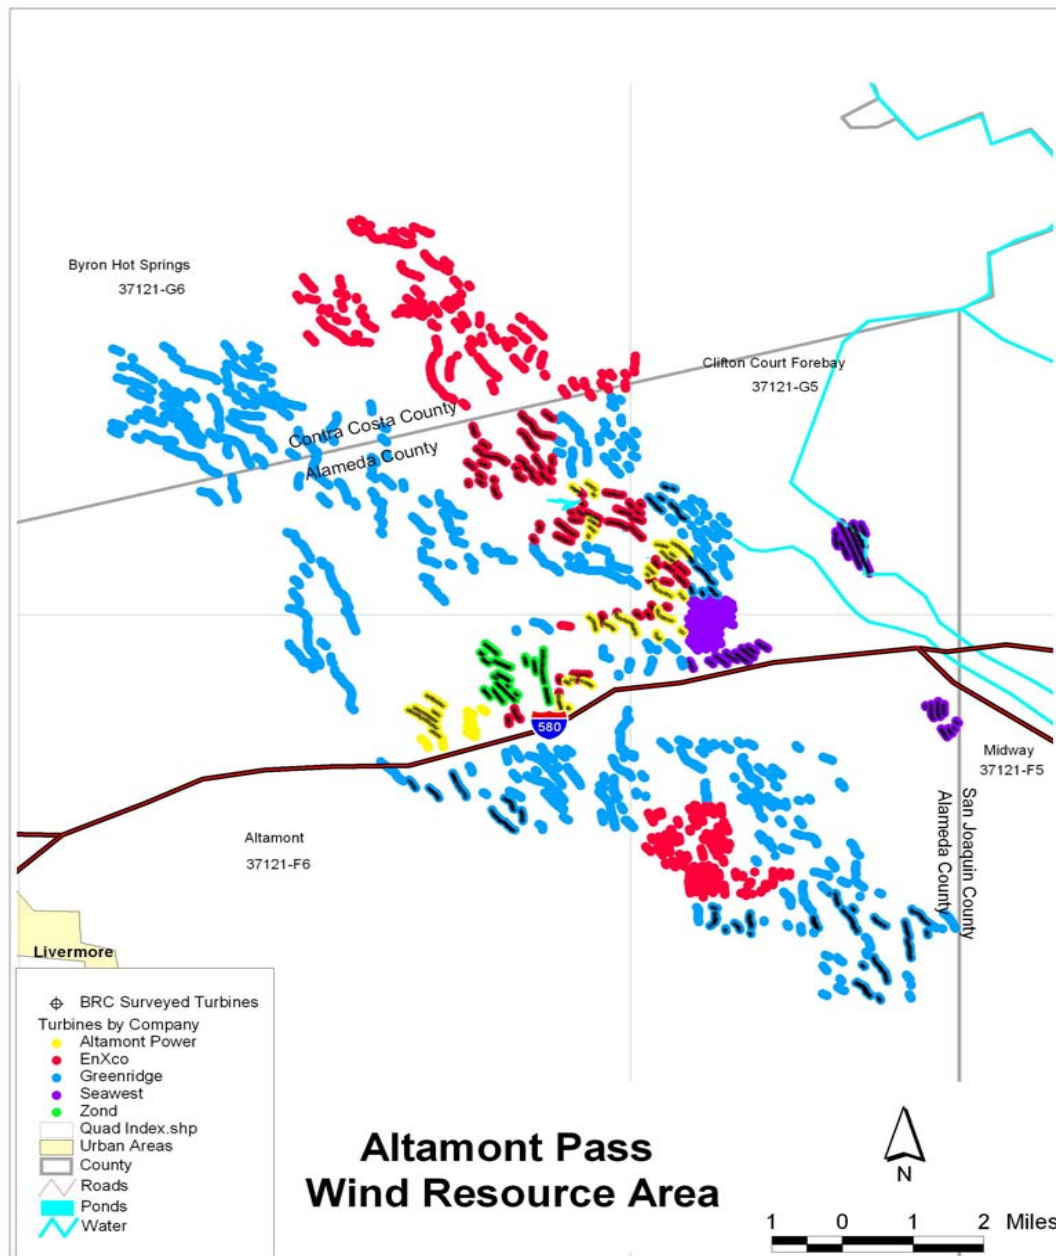 Byron Hot Springs
37121-G6
Clifton Court Forebay
37121-G5
Contra Costa County
Alameda County
580
Midway
37121-F5
Altamont
37121-F6
San Joaquin County
Alameda County
Livermore
BRC Surveyed Turbines
Turbines by Company
Altamont Power
EnXco
Greenridge
Seawest
Zond
Quad Index.shp
Urban Areas
County
Roads
Ponds
Water
Altamont Pass
Wind Resource Area
N
1 0 1 2 Miles